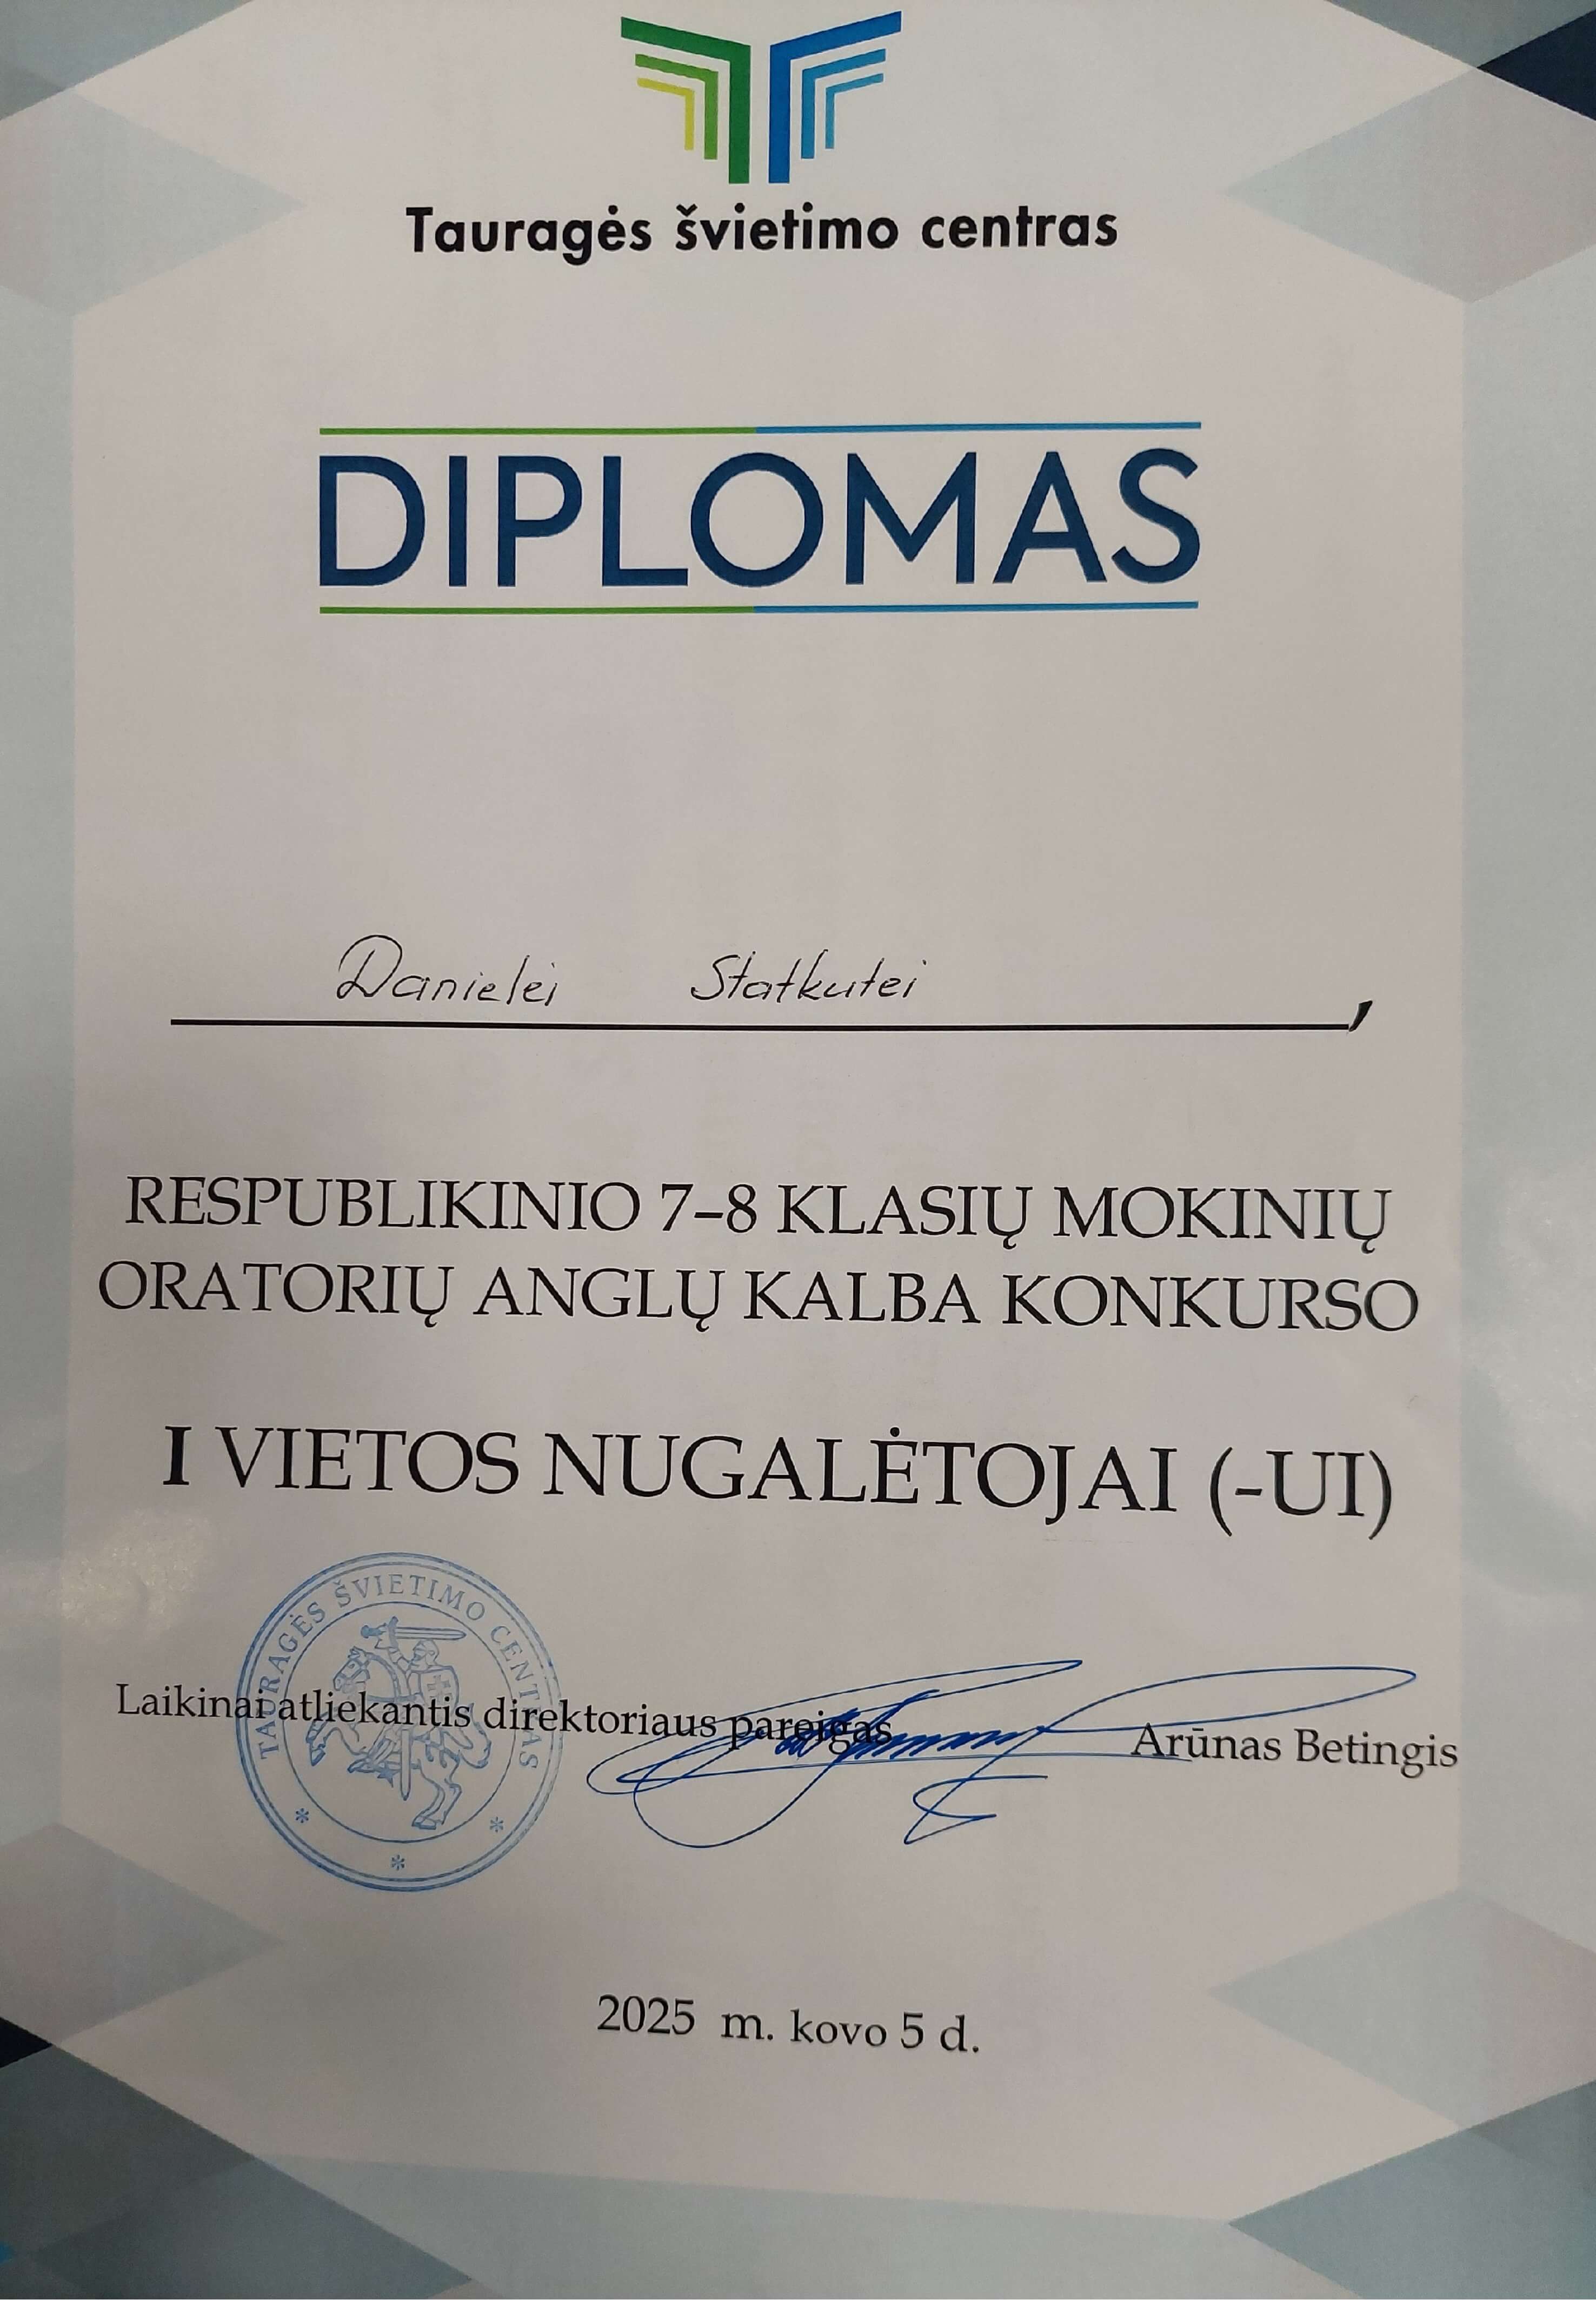 Tauragės švietimo centras
DIPLOMAS
Danielei Statkutei,
RESPUBLIKINIO 7–8 KLASIŲ MOKINIŲ
ORATORIŲ ANGLŲ KALBA KONKURSO
I VIETOS NUGALĖTOJAI (-UI)
TAURAGĖS ŠVIETIMO CENTRAS
Laikinai atliekantis direktoriaus pareigas Arūnas Betingis
2025 m. kovo 5 d.